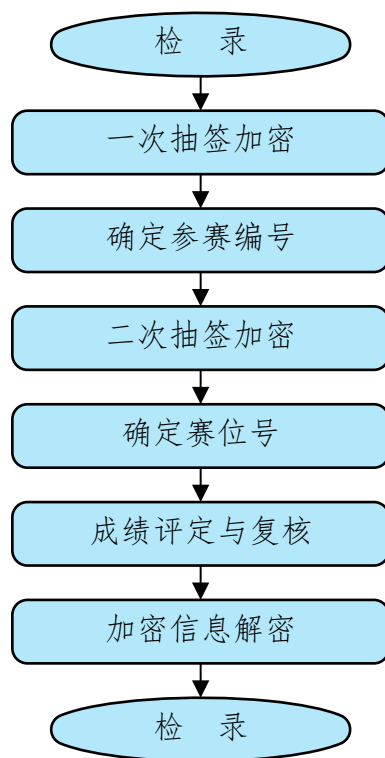 检 录
一次抽签加密
确定参赛编号
二次抽签加密
确定赛位号
成绩评定与复核
加密信息解密
检 录